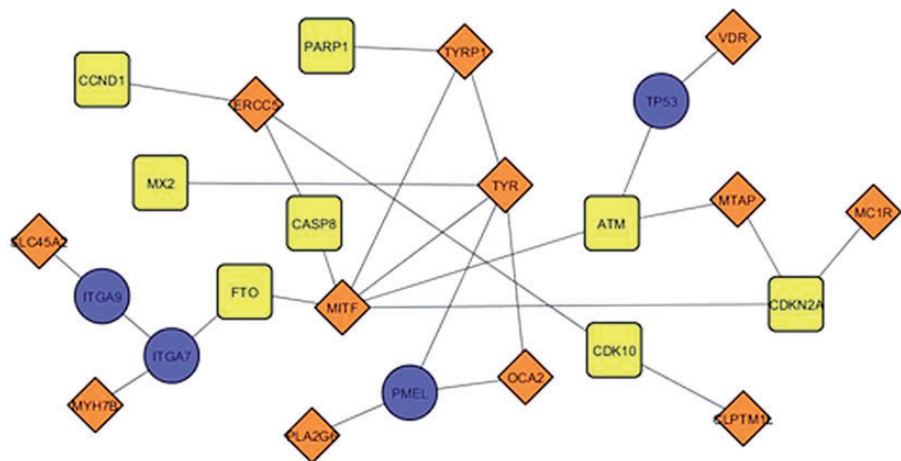 VDR
PARP1
TYRP1
CCND1
ERCC5
TP53
MX2
TYR
CASP8
ATM
MTAP
MC1R
SLC45A2
ITGA9
FTO
MITF
CDKN2A
ITGA7
CDK10
OCA2
MYH7B
PMEL
CLPTM1L
PLA2G6